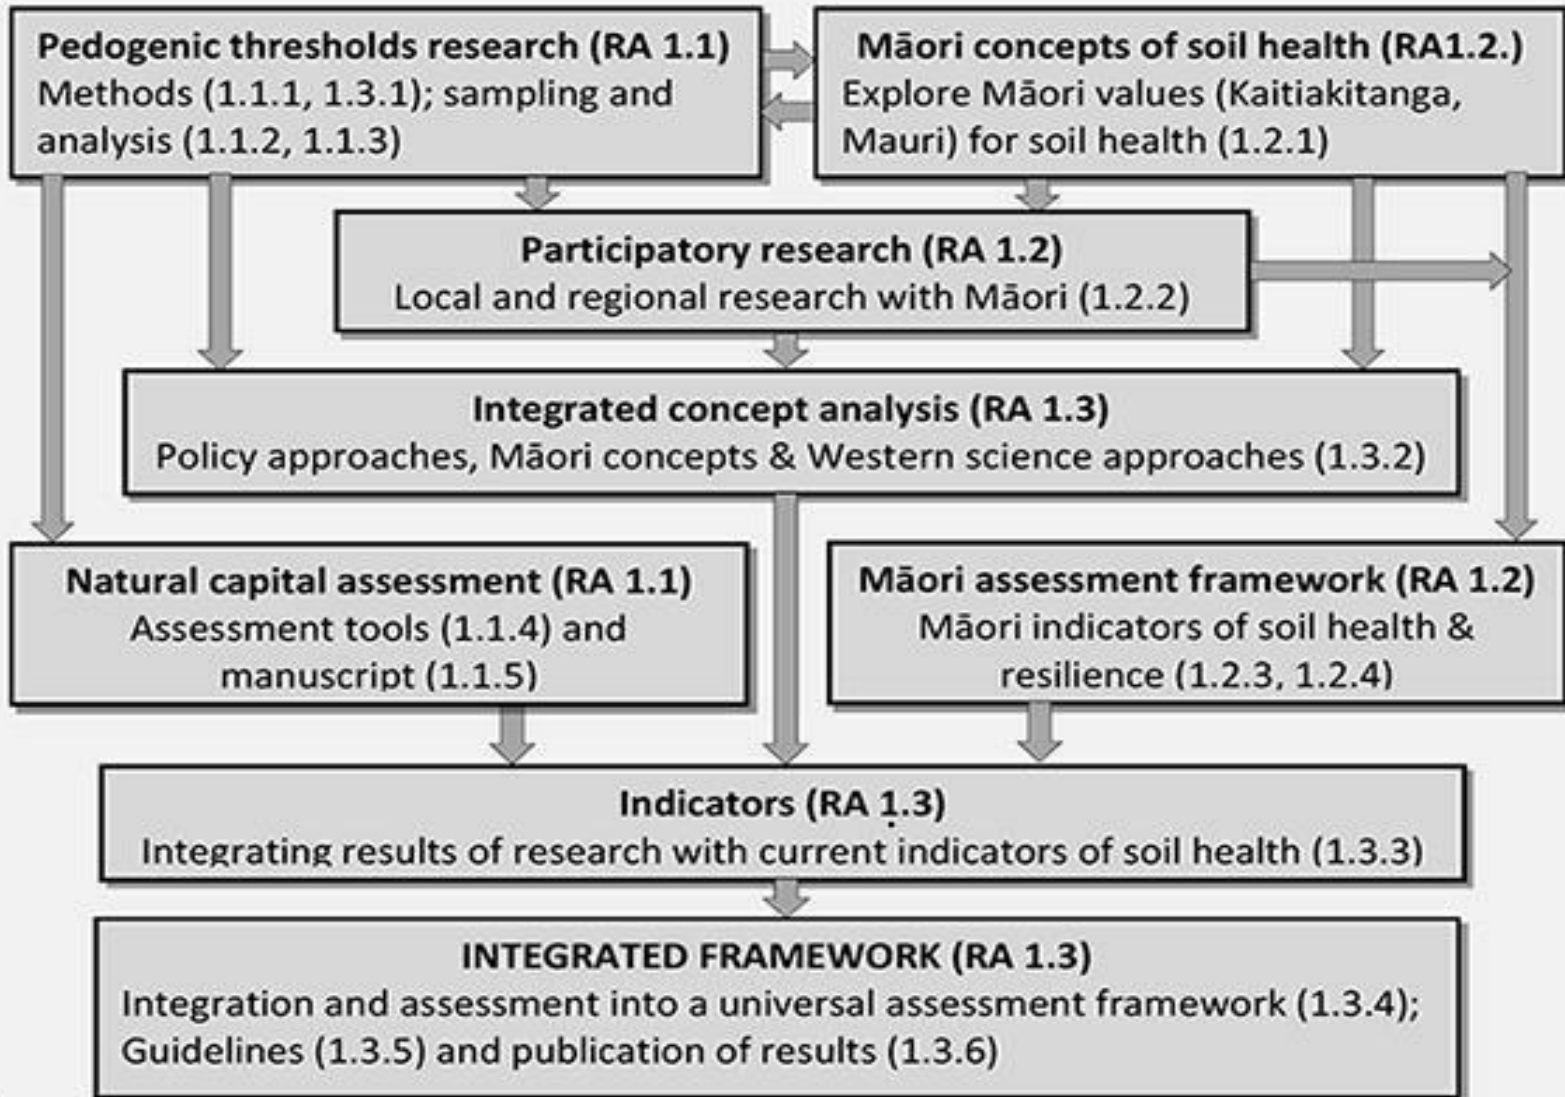 Pedogenic thresholds research (RA 1.1)
Methods (1.1.1, 1.3.1); sampling and
analysis (1.1.2, 1.1.3)
Māori concepts of soil health (RA1.2.)
Explore Māori values (Kaitiakitanga,
Mauri) for soil health (1.2.1)
Participatory research (RA 1.2)
Local and regional research with Māori (1.2.2)
Integrated concept analysis (RA 1.3)
Policy approaches, Māori concepts & Western science approaches (1.3.2)
Natural capital assessment (RA 1.1)
Assessment tools (1.1.4) and
manuscript (1.1.5)
Māori assessment framework (RA 1.2)
Māori indicators of soil health &
resilience (1.2.3, 1.2.4)
Indicators (RA 1.3)
Integrating results of research with current indicators of soil health (1.3.3)
INTEGRATED FRAMEWORK (RA 1.3)
Integration and assessment into a universal assessment framework (1.3.4);
Guidelines (1.3.5) and publication of results (1.3.6)